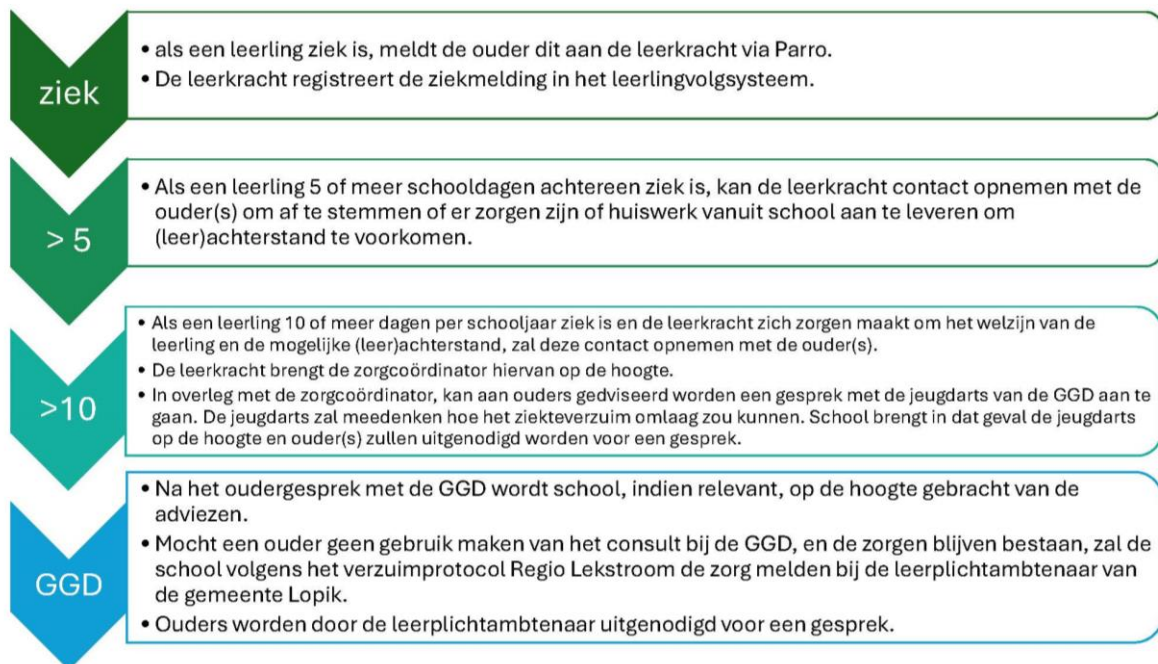 ziek
• als een leerling ziek is, meldt de ouder dit aan de leerkracht via Parro.
• De leerkracht registreert de ziekmelding in het leerlingvolgsysteem.
> 5
• Als een leerling 5 of meer schooldagen achtereen ziek is, kan de leerkracht contact opnemen met de
ouder(s) om af te stemmen of er zorgen zijn of huiswerk vanuit school aan te leveren om
(leer)achterstand te voorkomen.
>10
• Als een leerling 10 of meer dagen per schooljaar ziek is en de leerkracht zich zorgen maakt om het welzijn van de
leerling en de mogelijke (leer)achterstand, zal deze contact opnemen met de ouder(s).
• De leerkracht brengt de zorgcoördinator hiervan op de hoogte.
• In overleg met de zorgcoördinator, kan aan ouders gedviseerd worden een gesprek met de jeugdarts van de GGD aan te
gaan. De jeugdarts zal meedenken hoe het ziekteverzuim omlaag zou kunnen. School brengt in dat geval de jeugdarts
op de hoogte en ouder(s) zullen uitgenodigd worden voor een gesprek.
GGD
• Na het oudergesprek met de GGD wordt school, indien relevant, op de hoogte gebracht van de
adviezen.
• Mocht een ouder geen gebruik maken van het consult bij de GGD, en de zorgen blijven bestaan, zal de
school volgens het verzuimprotocol Regio Lekstroom de zorg melden bij de leerplichtambtenaar van
de gemeente Lopik.
• Ouders worden door de leerplichtambtenaar uitgenodigd voor een gesprek.